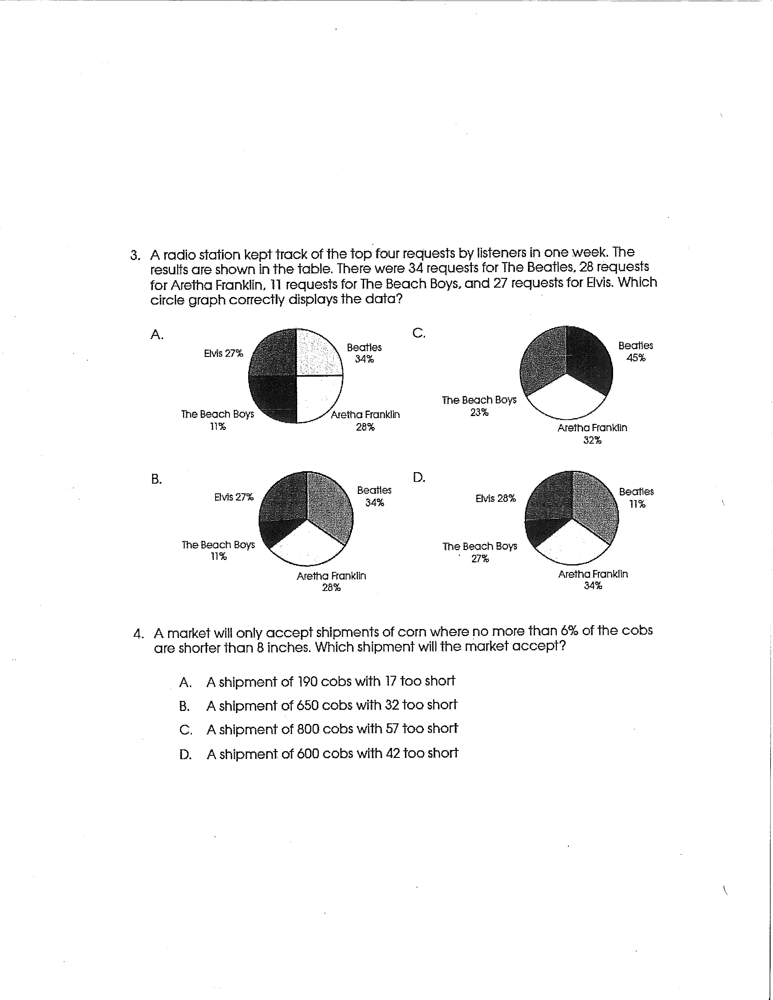 3. A radio station kept track of the top four requests by listeners in one week. The
results are shown in the table. There were 34 requests for The Beatles, 28 requests
for Aretha Franklin, 11 requests for The Beach Boys, and 27 requests for Elvis. Which
circle graph correctly displays the data?
A.
Elvis 27%
Beatles
34%
The Beach Boys
11%
Aretha Franklin
28%
C.
Beatles
45%
The Beach Boys
23%
Aretha Franklin
32%
B.
Elvis 27%
Beatles
34%
The Beach Boys
11%
Aretha Franklin
28%
D.
Elvis 28%
Beatles
11%
The Beach Boys
27%
Aretha Franklin
34%
4. A market will only accept shipments of corn where no more than 6% of the cobs
are shorter than 8 inches. Which shipment will the market accept?
A. A shipment of 190 cobs with 17 too short
B. A shipment of 650 cobs with 32 too short
C. A shipment of 800 cobs with 57 too short
D. A shipment of 600 cobs with 42 too short